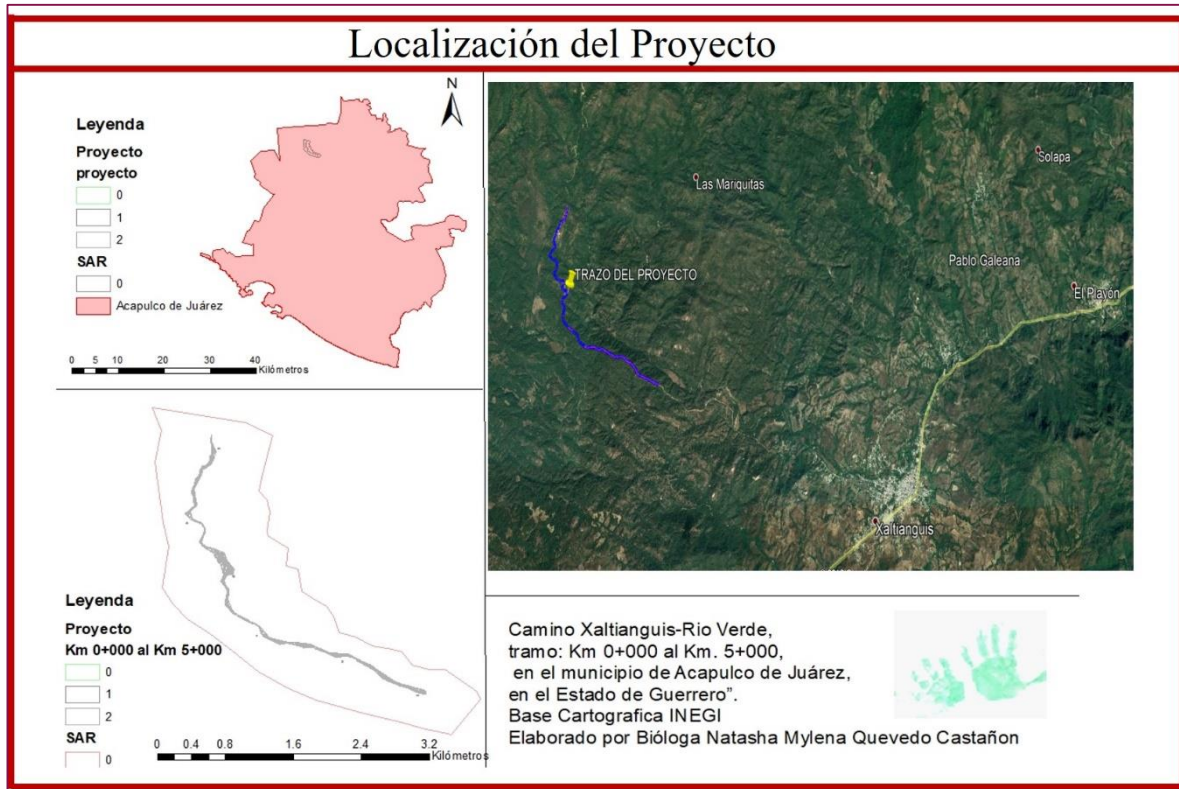 Localización del Proyecto
N
Leyenda
Proyecto
proyecto
0
1
2
SAR
0
Acapulco de Juárez
0 5 10 20 30 40
Kilómetros
Leyenda
Proyecto
Km 0+000 al Km 5+000
0
1
2
SAR
0
0 0.4 0.8 1.6 2.4 3.2
Kilómetros
Solapa
Las Mariquitas
Pablo Galeana
TRAZO DEL PROYECTO
El Playón
Xaltianguis
Camino Xaltianguis-Rio Verde,
tramo: Km 0+000 al Km. 5+000,
en el municipio de Acapulco de Juárez,
en el Estado de Guerrero”.
Base Cartografica INEGI
Elaborado por Bióloga Natasha Mylena Quevedo Castañon